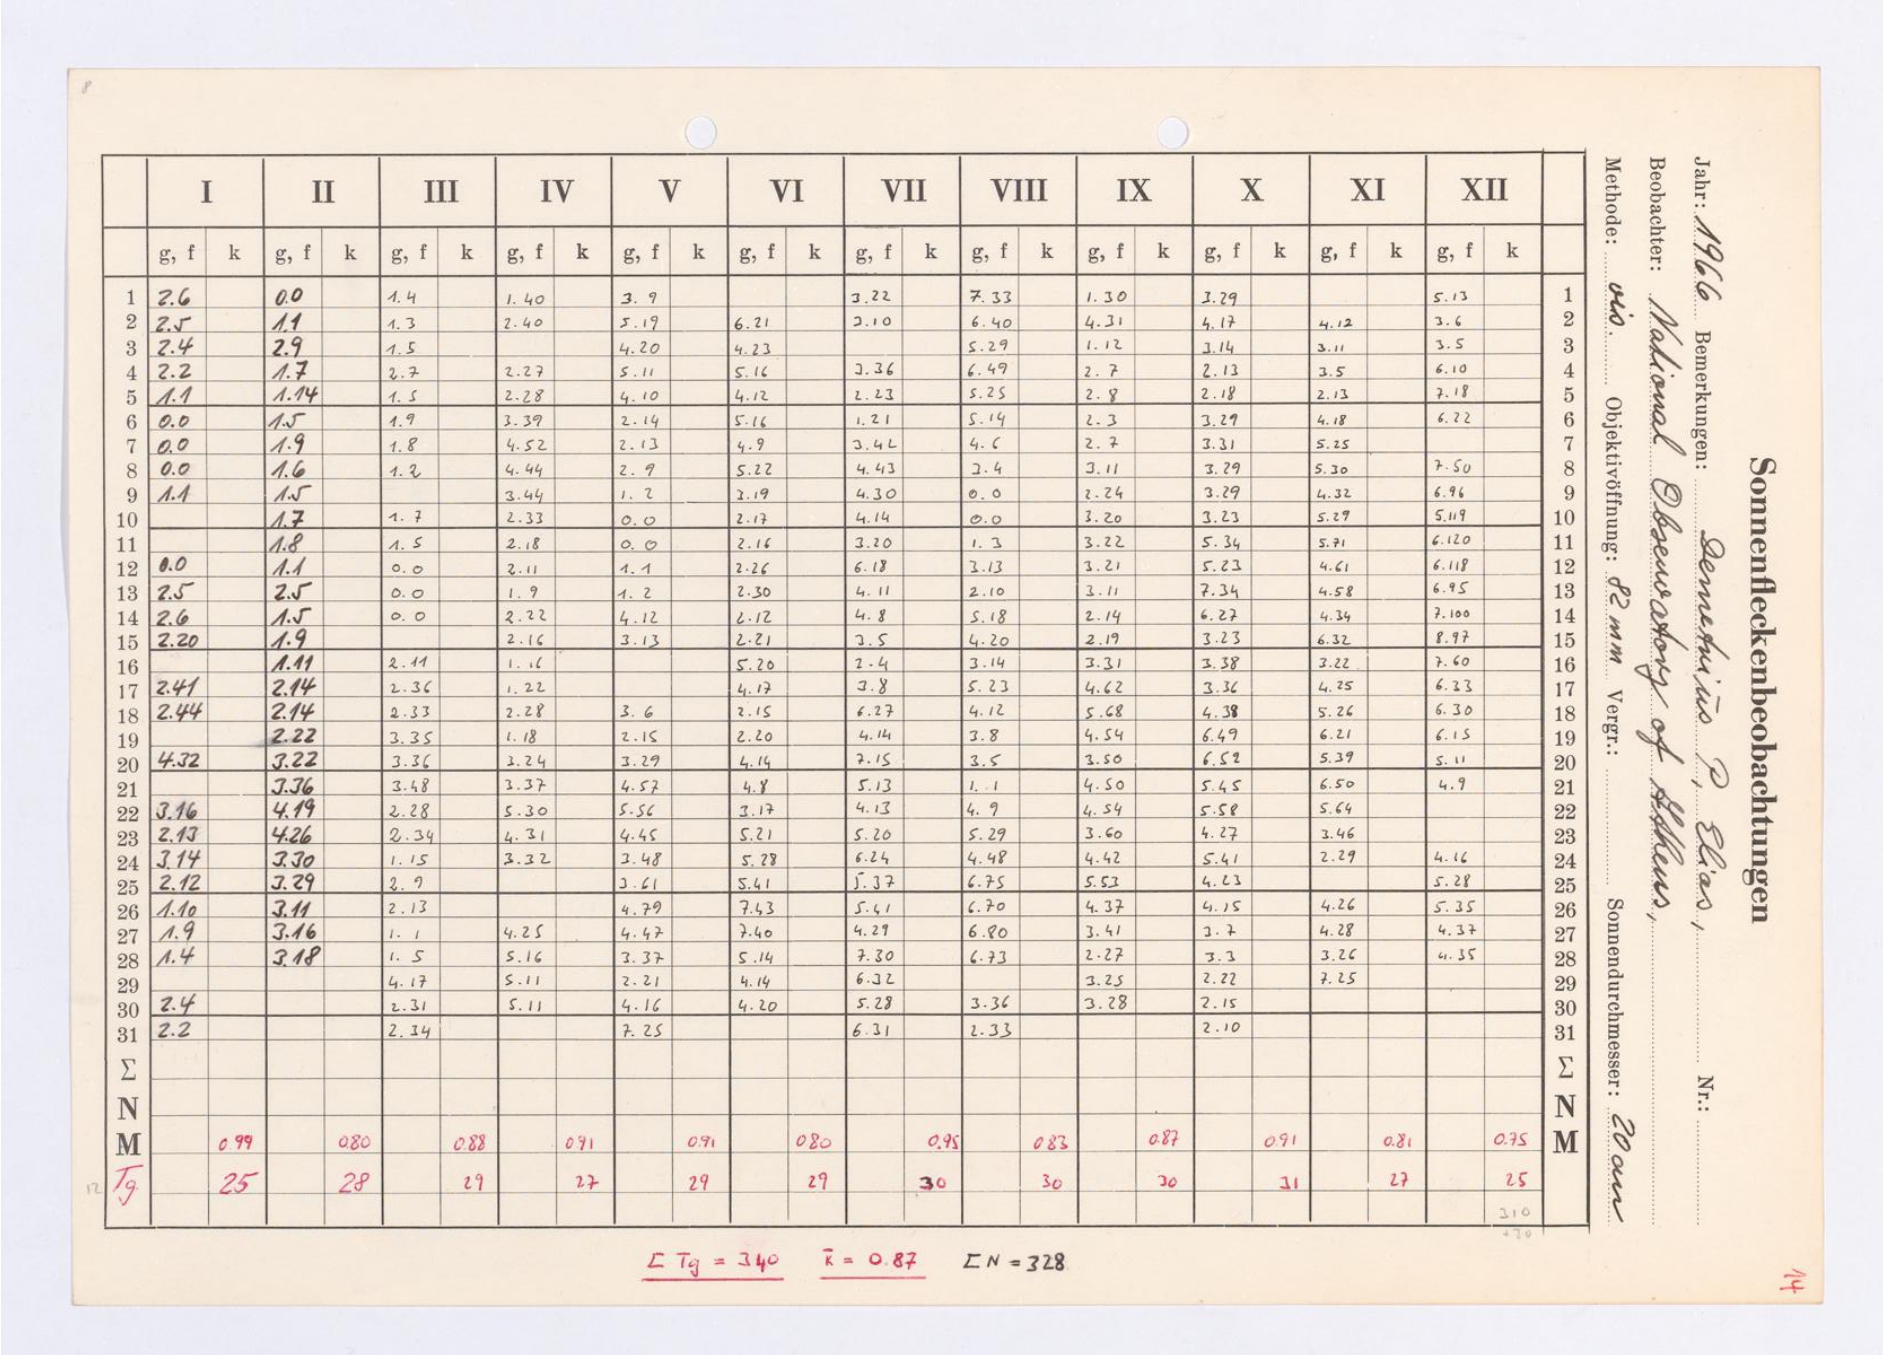 8
I II III IV V VI VII VIII IX X XI XII
g, f k g, f k g, f k g, f k g, f k g, f k g, f k g, f k g, f k g, f k g, f k g, f k
1 2.6 0.0 1.4 1.40 3.9 3.22 7.33 1.30 3.29 5.13 1
2 2.5 1.1 1.3 2.40 5.19 6.21 3.10 6.40 4.31 4.17 4.12 3.6 2
3 2.4 2.9 1.5 4.20 4.23 5.29 1.12 3.14 3.11 3.5 3
4 2.2 1.7 2.7 2.27 5.11 5.16 3.36 6.49 2.7 2.13 3.5 6.10 4
5 1.1 1.14 1.5 2.28 4.10 4.12 2.23 5.25 2.8 2.18 2.13 7.18 5
6 0.0 1.5 1.9 3.39 2.14 5.16 1.21 5.14 2.3 3.29 4.18 6.22 6
7 0.0 1.9 1.8 4.52 2.13 4.9 3.42 4.6 2.7 3.31 5.25 7
8 0.0 1.6 1.2 4.44 2.9 5.22 4.43 3.4 3.11 3.29 5.30 7.50 8
9 1.1 1.5 3.44 1.2 3.19 4.30 0.0 2.24 3.29 4.32 6.96 9
10 1.7 1.7 2.33 0.0 2.17 4.14 0.0 3.20 3.23 5.29 5.119 10
11 1.8 1.5 2.18 0.0 2.16 3.20 1.3 3.22 5.34 5.71 6.120 11
12 0.0 1.1 0.0 2.11 1.1 2.26 6.18 3.13 3.21 5.23 4.61 6.118 12
13 2.5 2.5 0.0 1.9 1.2 2.30 4.11 2.10 3.11 7.34 4.58 6.95 13
14 2.6 1.5 0.0 2.22 4.12 2.12 4.8 5.18 2.14 6.27 4.34 7.100 14
15 2.20 1.9 2.16 3.13 2.21 3.5 4.20 2.19 3.23 6.32 8.97 15
16 1.11 2.11 1.16 5.20 2.4 3.14 3.31 3.38 3.22 7.60 16
17 2.41 2.14 2.36 1.22 4.17 3.8 5.23 4.62 3.36 4.25 6.33 17
18 2.44 2.14 2.33 2.28 3.6 2.15 6.27 4.12 5.68 4.38 5.26 6.30 18
19 2.22 3.35 1.18 2.15 2.20 4.14 3.8 4.54 6.49 6.21 6.15 19
20 4.32 3.22 3.36 3.24 3.29 4.14 7.15 3.5 3.50 6.52 5.39 5.11 20
21 3.36 3.48 3.37 4.57 4.8 5.13 1.1 4.50 5.45 6.50 4.9 21
22 3.16 4.19 2.28 5.30 5.56 3.17 4.13 4.9 4.54 5.58 5.64 22
23 2.13 4.26 2.34 4.31 4.45 5.21 5.20 5.29 3.60 4.27 3.46 23
24 3.14 3.30 1.15 3.32 3.48 5.28 6.24 4.48 4.42 5.41 2.29 4.16 24
25 2.12 3.29 2.9 3.61 5.41 5.37 6.75 5.53 4.23 5.28 25
26 1.10 3.11 2.13 4.79 7.43 5.41 6.70 4.37 4.15 4.26 5.35 26
27 1.9 3.16 1.1 4.25 4.47 7.40 4.29 6.80 3.41 3.7 4.28 4.37 27
28 1.4 3.18 1.5 5.16 3.37 5.14 7.30 6.73 2.27 3.3 3.26 4.35 28
29 4.17 5.11 2.21 4.14 6.32 3.25 2.22 7.25 29
30 2.4 2.31 5.11 4.16 4.20 5.28 3.36 3.28 2.15 30
31 2.2 2.34 7.25 6.31 2.33 2.10 31
Σ Σ
N N
M 0.99 0.80 0.88 0.91 0.91 0.80 0.95 0.83 0.87 0.91 0.81 0.75 M
12 Tg 25 28 29 27 29 29 30 30 30 31 27 25
310
+30
Σ Tg = 340 k̄ = 0.87 Σ N = 328
Sonnenfleckenbeobachtungen
Jahr: 1966 Bemerkungen: Demetrius P. Elias, Nr.:
Beobachter: National Observatory of Athens,
Methode: vis. Objektivöffnung: 82 mm Vergr.: Sonnendurchmesser: 20 cm
14